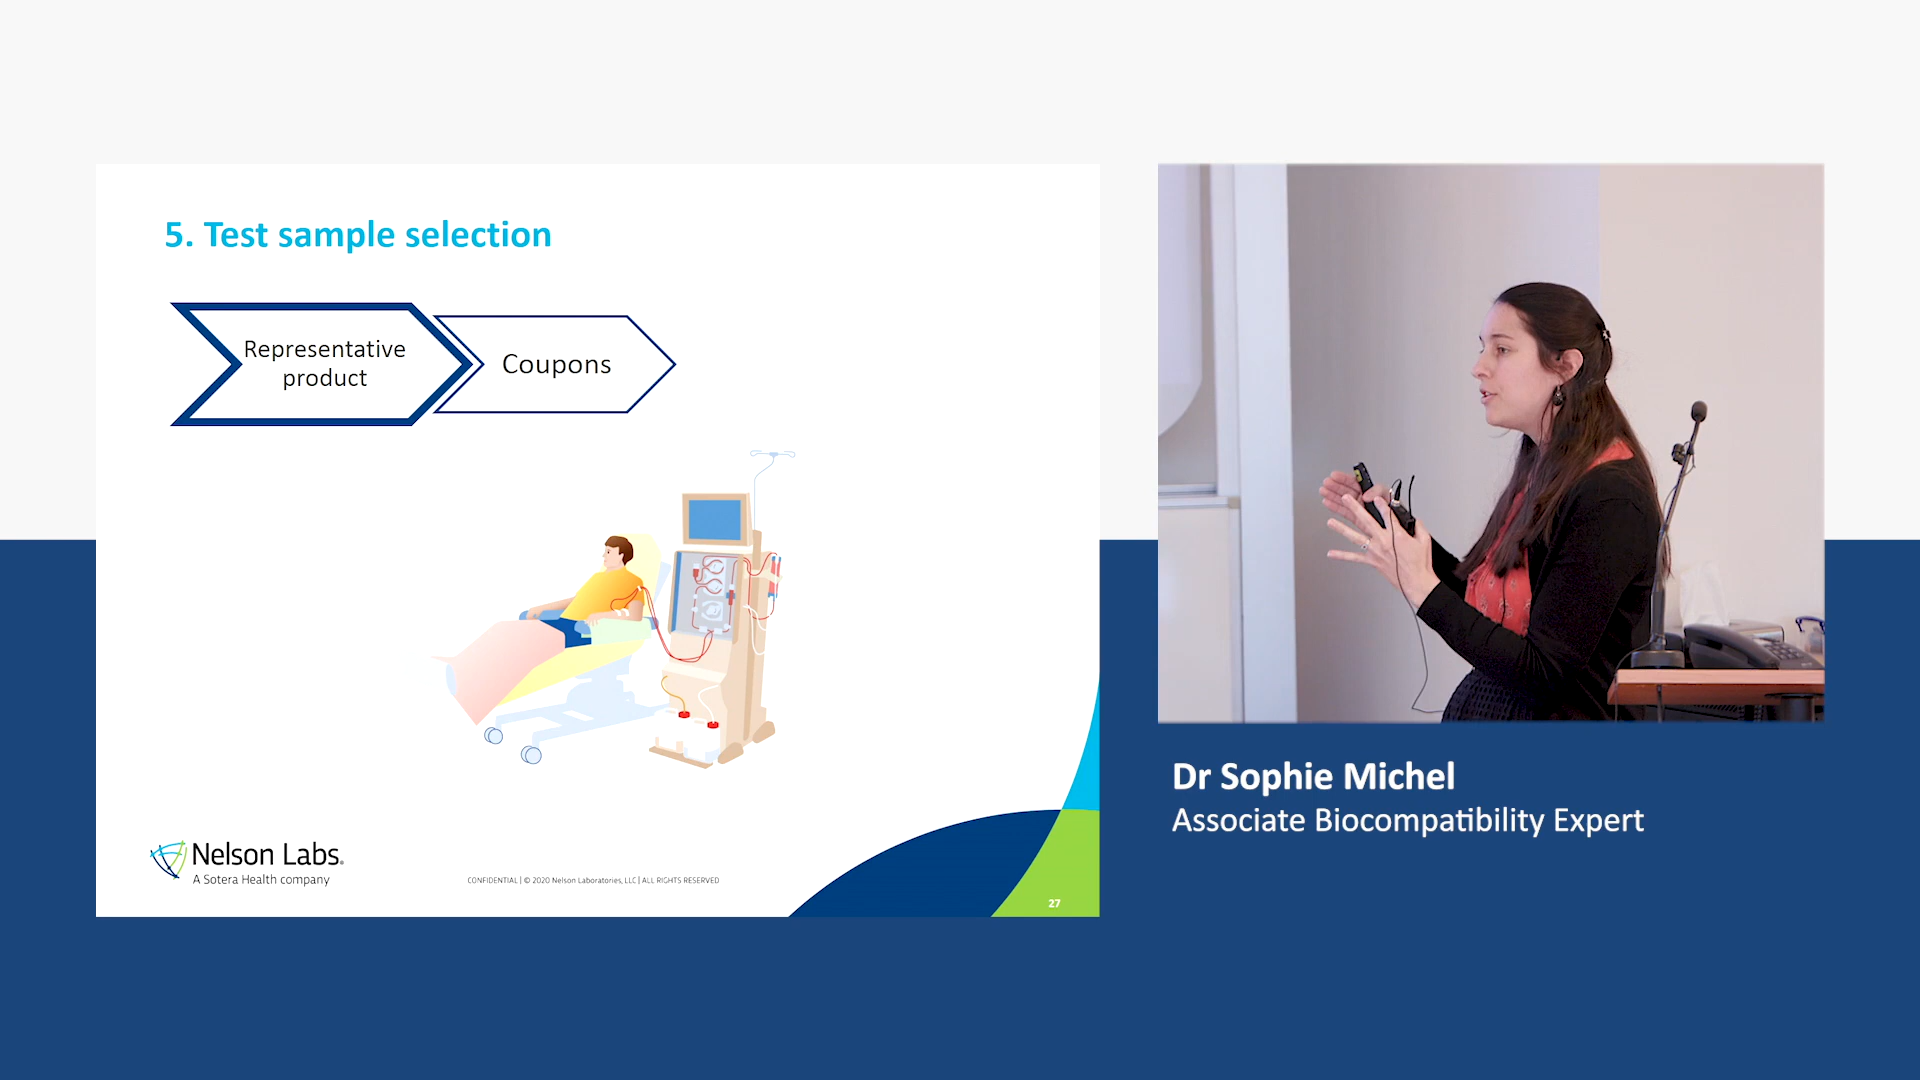 5. Test sample selection
Representative
product
Coupons
Nelson Labs.
A Sotera Health company
CONFIDENTIAL | © 2020 Nelson Laboratories, LLC | ALL RIGHTS RESERVED
27
Dr Sophie Michel
Associate Biocompatibility Expert